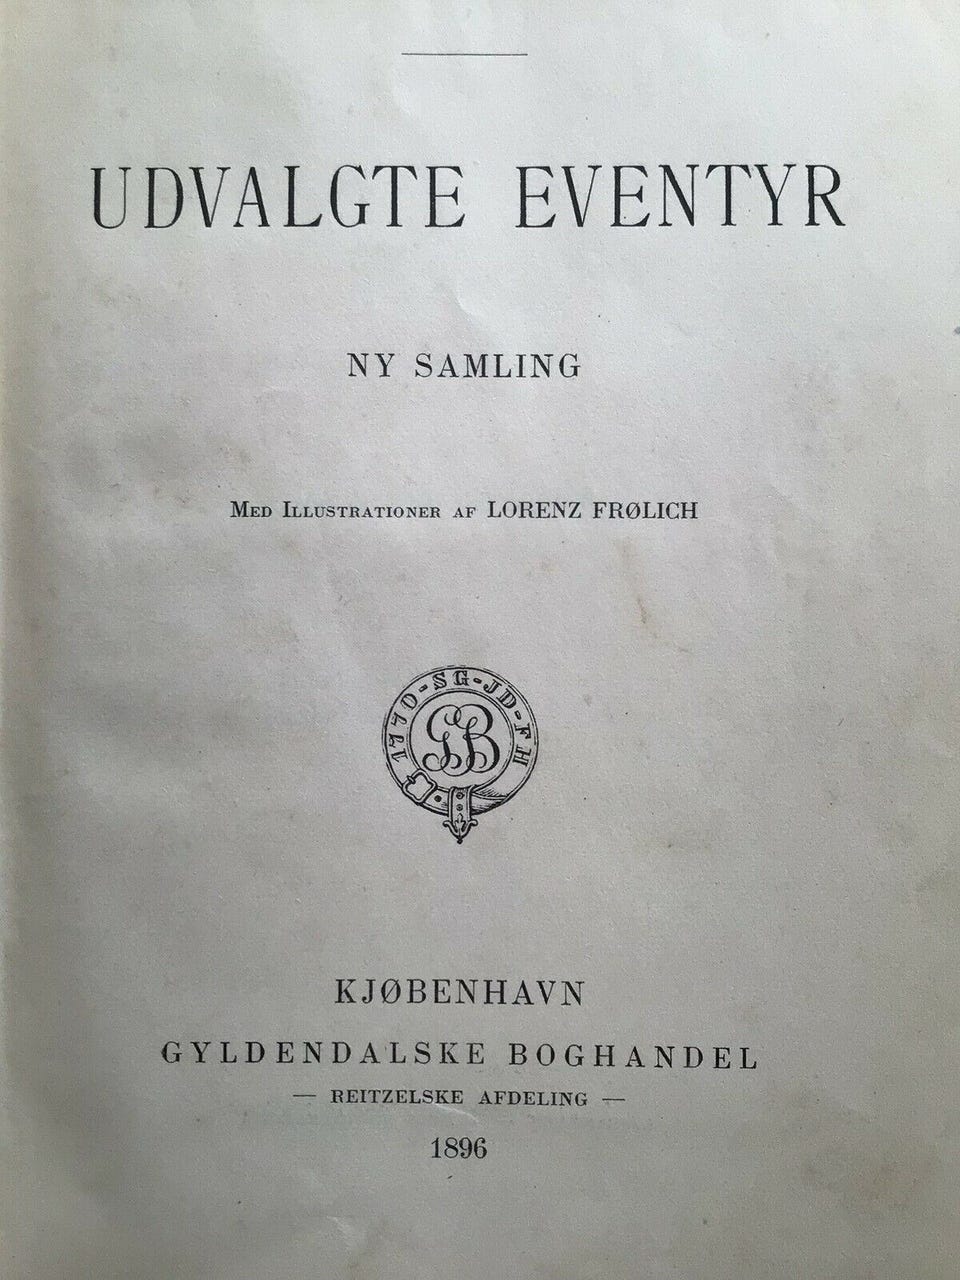 UDVALGTE EVENTYR
NY SAMLING
MED ILLUSTRATIONER AF LORENZ FRØLICH
1770-SG-JD-FH
GB
KJØBENHAVN
GYLDENDALSKE BOGHANDEL
— REITZELSKE AFDELING —
1896